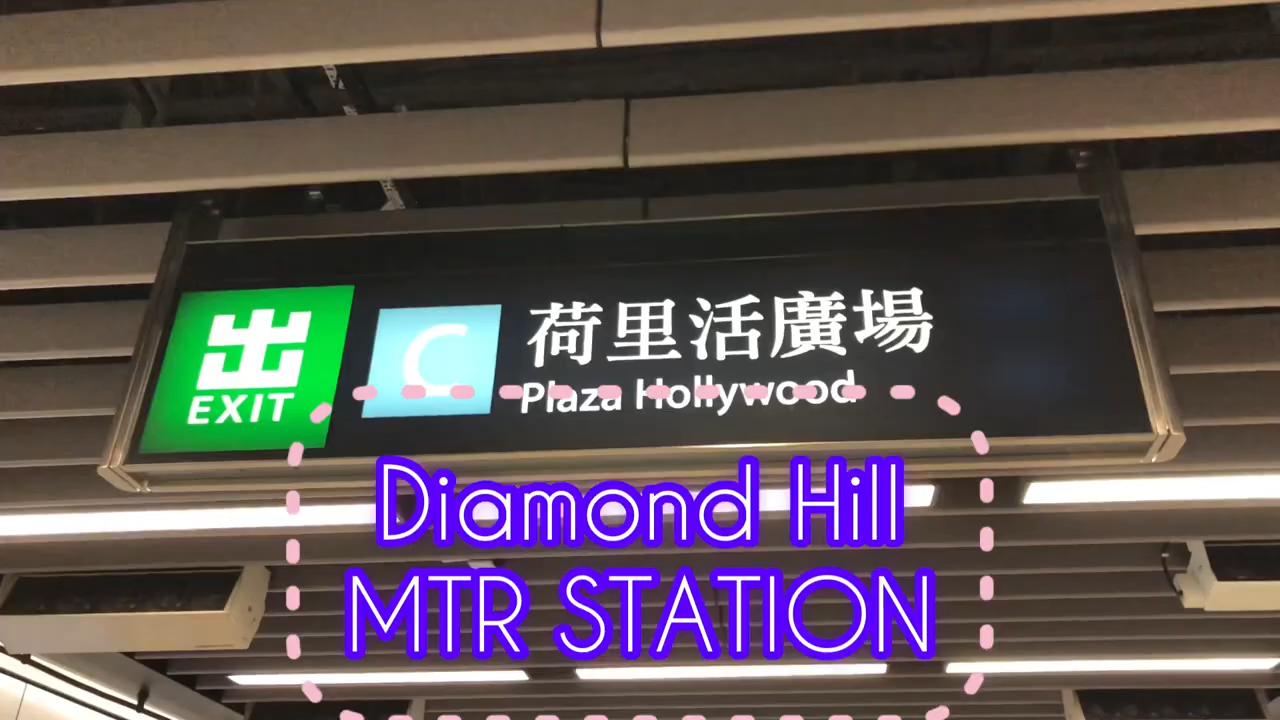 出
EXIT
C
荷里活廣場
Plaza Hollywood
Diamond Hill
MTR STATION